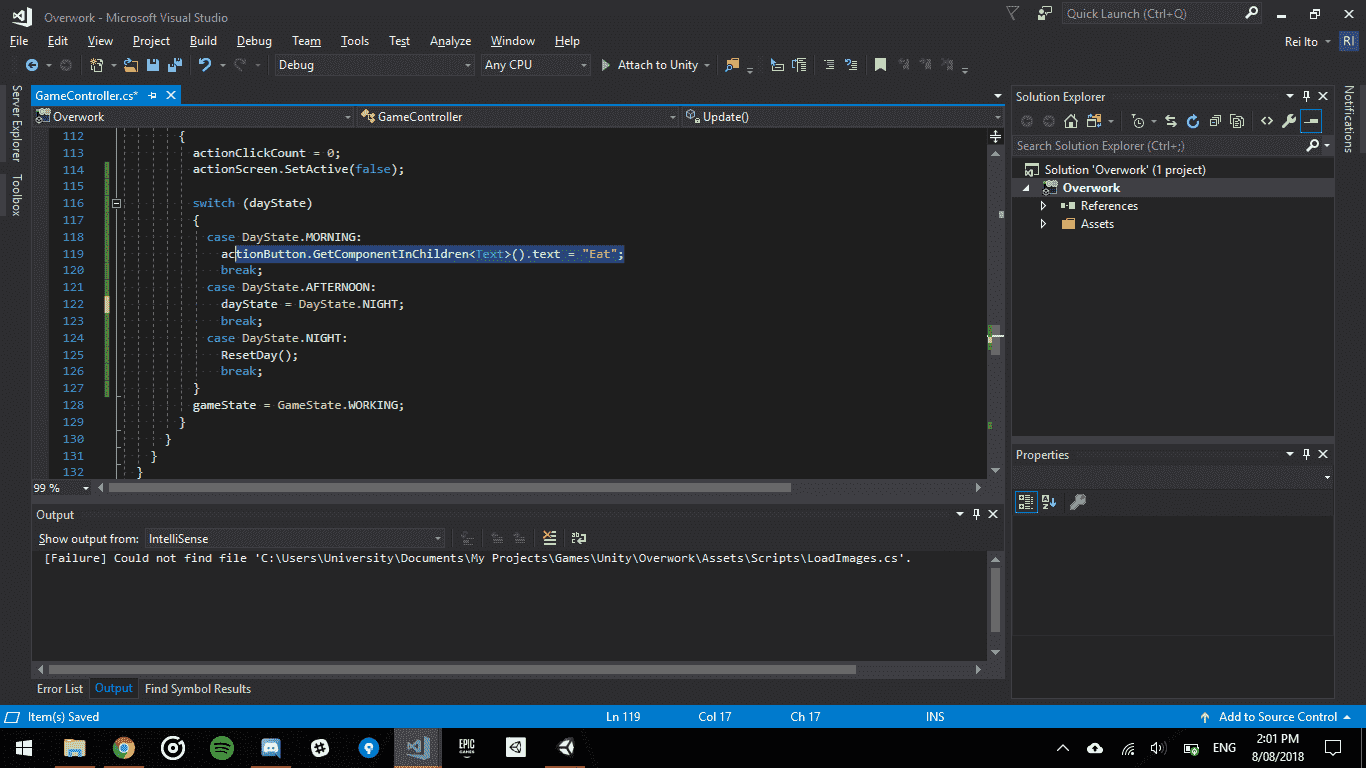 Overwork - Microsoft Visual Studio
Quick Launch (Ctrl+Q)
File Edit View Project Build Debug Team Tools Test Analyze Window Help
Rei Ito RI
Debug Any CPU Attach to Unity
Server Explorer
Toolbox
GameController.cs*
Overwork GameController Update()
112 {
113 actionClickCount = 0;
114 actionScreen.SetActive(false);
115
116 switch (dayState)
117 {
118 case DayState.MORNING:
119 actionButton.GetComponentInChildren<Text>().text = "Eat";
120 break;
121 case DayState.AFTERNOON:
122 dayState = DayState.NIGHT;
123 break;
124 case DayState.NIGHT:
125 ResetDay();
126 break;
127 }
128 gameState = GameState.WORKING;
129 }
130 }
131 }
132 }
99 %
Output
Show output from: IntelliSense
[Failure] Could not find file 'C:\Users\University\Documents\My Projects\Games\Unity\Overwork\Assets\Scripts\LoadImages.cs'.
Error List Output Find Symbol Results
Solution Explorer
Search Solution Explorer (Ctrl+;)
Solution 'Overwork' (1 project)
Overwork
References
Assets
Properties
Notifications
Item(s) Saved Ln 119 Col 17 Ch 17 INS Add to Source Control
EPIC GAMES
ENG
2:01 PM
8/08/2018